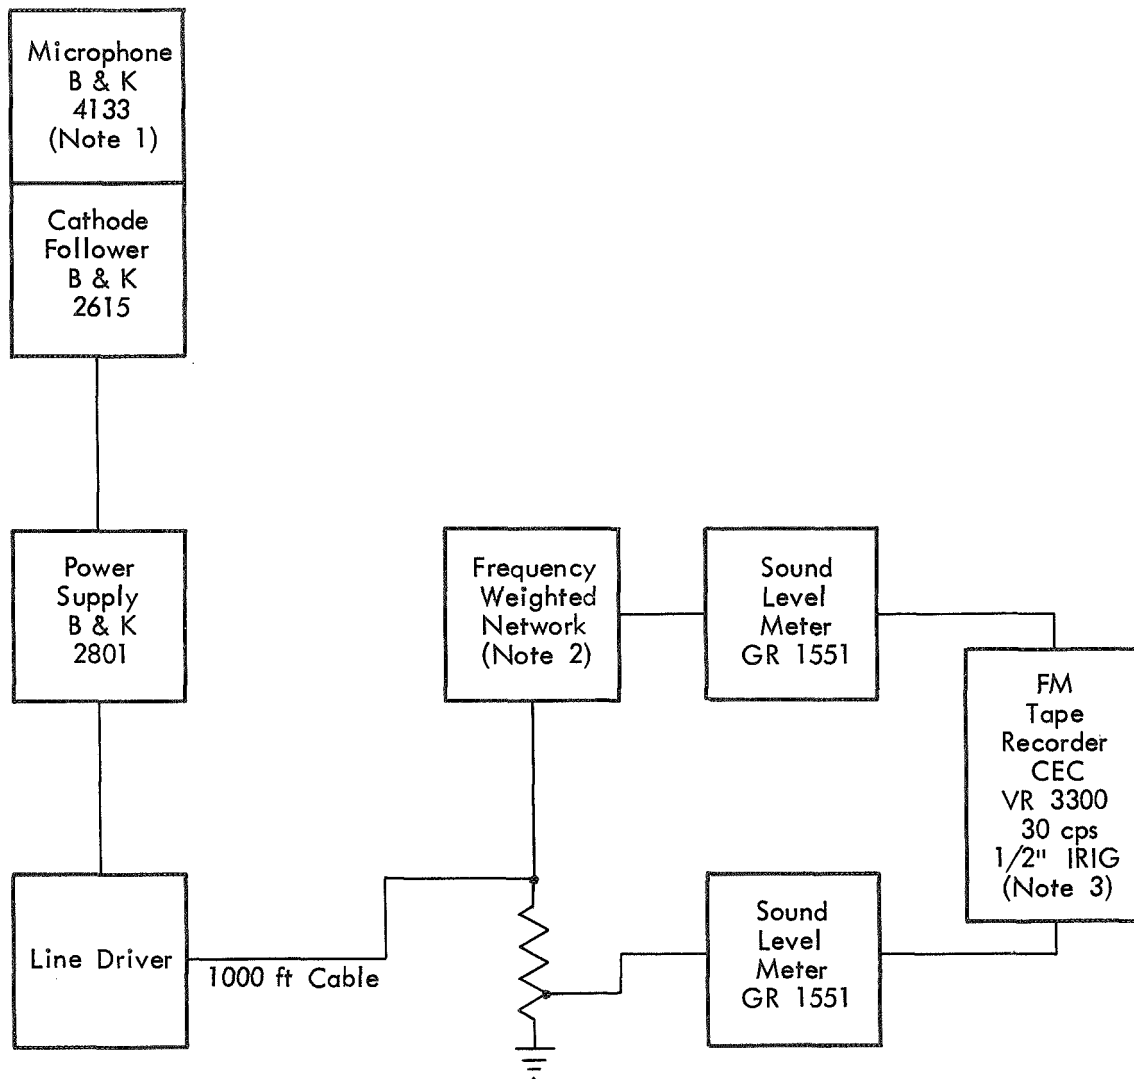 Microphone
B & K
4133
(Note 1)
Cathode
Follower
B & K
2615
Power
Supply
B & K
2801
Frequency
Weighted
Network
(Note 2)
Sound
Level
Meter
GR 1551
FM
Tape
Recorder
CEC
VR 3300
30 cps
1/2" IRIG
(Note 3)
Line Driver
1000 ft Cable
Sound
Level
Meter
GR 1551